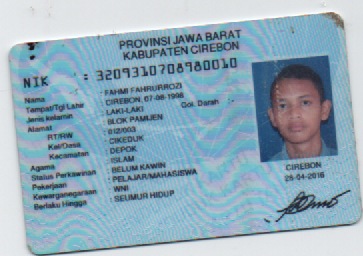 PROVINSI JAWA BARAT
KABUPATEN CIREBON
NIK : 3209310708980010
Nama : FAHMI FAHRURROZI
Tempat/Tgl Lahir : CIREBON, 07-08-1998
Jenis kelamin : LAKI-LAKI Gol. Darah :
Alamat : BLOK PAMIJEN
RT/RW : 012/003
Kel/Desa : CIKEDUK
Kecamatan : DEPOK
Agama : ISLAM
Status Perkawinan : BELUM KAWIN
Pekerjaan : PELAJAR/MAHASISWA
Kewarganegaraan : WNI
Berlaku Hingga : SEUMUR HIDUP
CIREBON
28-04-2016